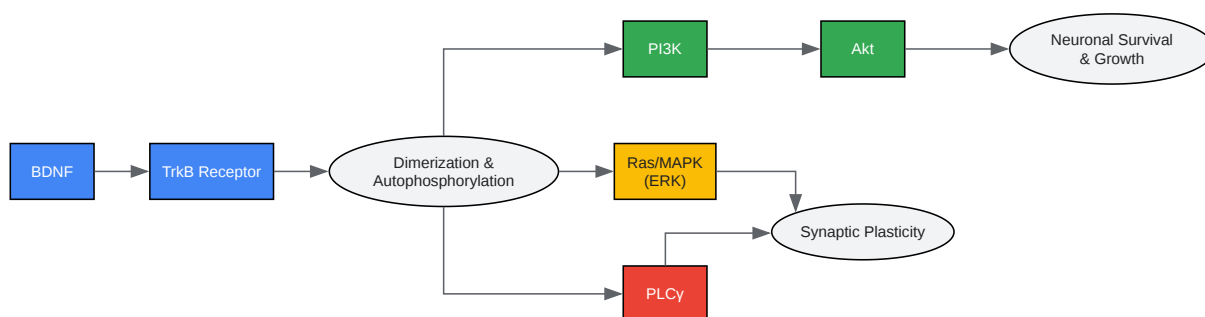 PI3K
Akt
Neuronal Survival
& Growth
BDNF
TrkB Receptor
Dimerization &
Autophosphorylation
Ras/MAPK
(ERK)
Synaptic Plasticity
PLCγ